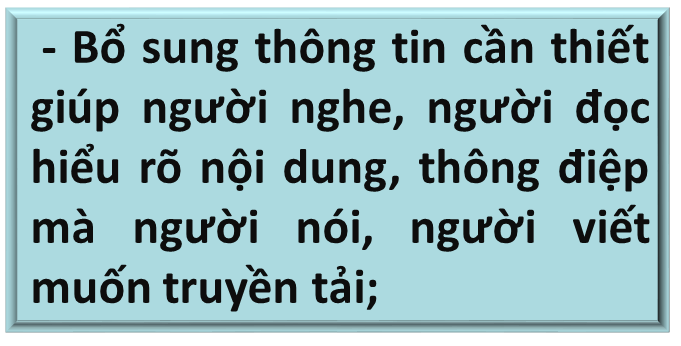 - Bổ sung thông tin cần thiết
giúp người nghe, người đọc
hiểu rõ nội dung, thông điệp
mà người nói, người viết
muốn truyền tải;